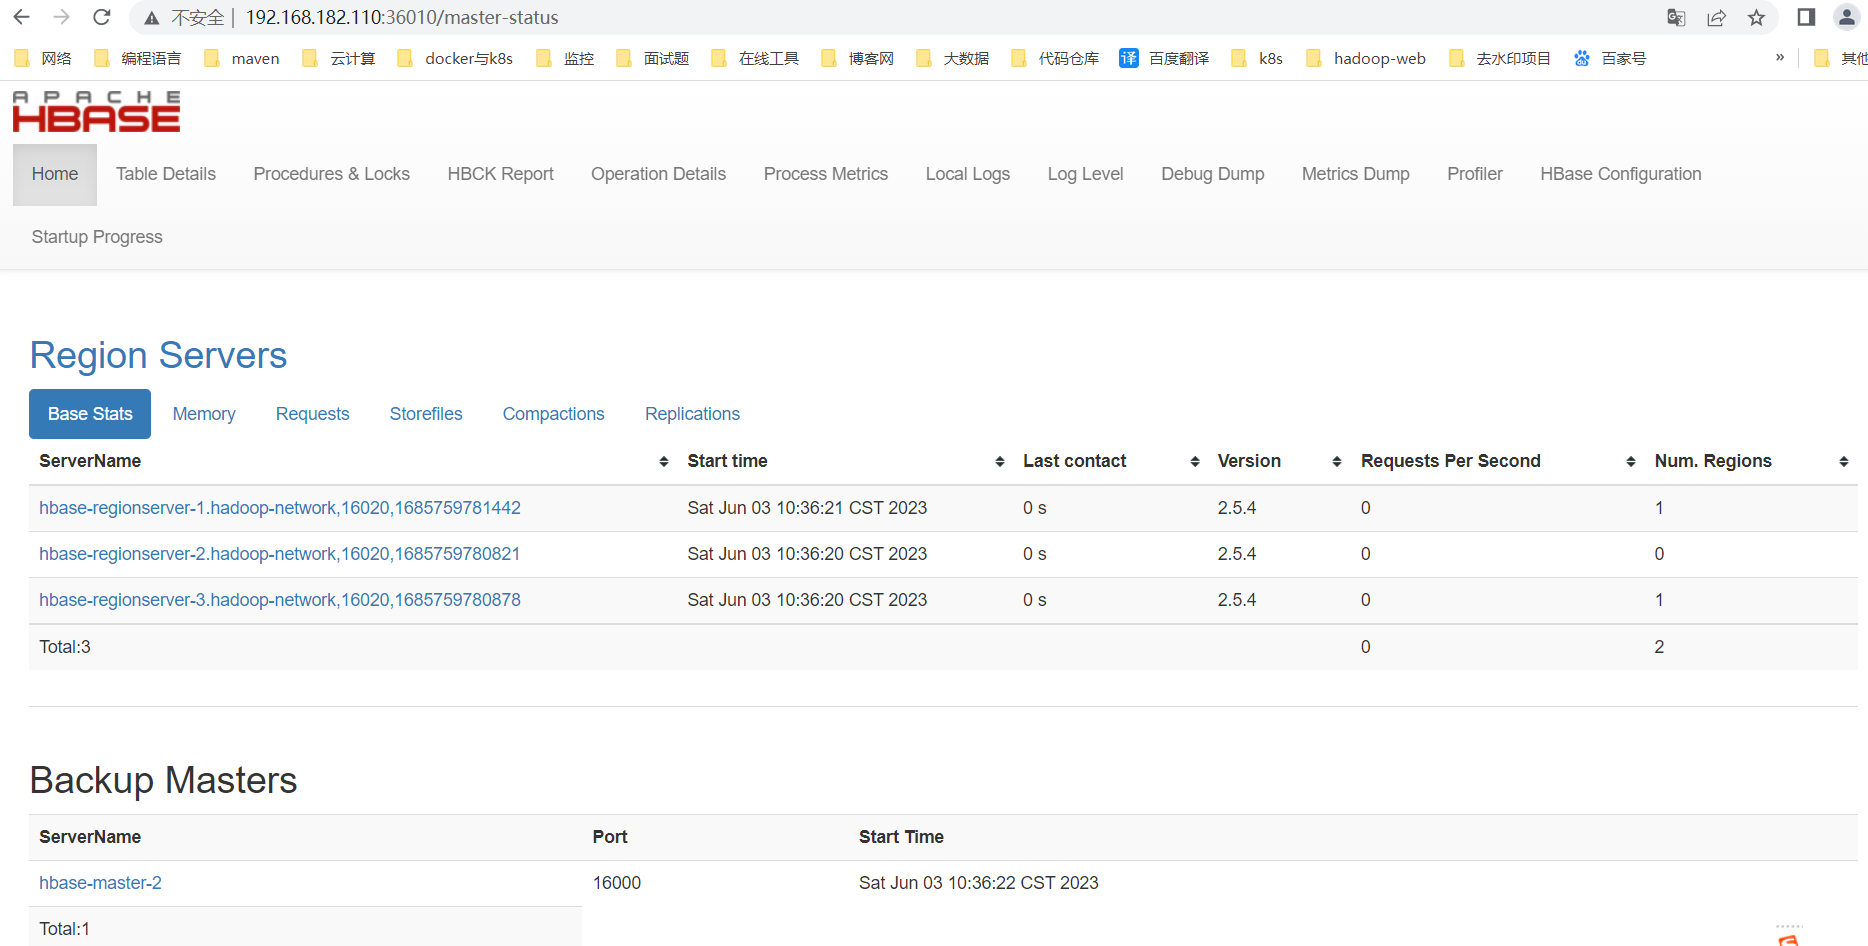 不安全 | 192.168.182.110:36010/master-status
网络 编程语言 maven 云计算 docker与k8s 监控 面试题 在线工具 博客网 大数据 代码仓库 译 百度翻译 k8s hadoop-web 去水印项目 百家号 » 其他
APACHE
HBASE
Home Table Details Procedures & Locks HBCK Report Operation Details Process Metrics Local Logs Log Level Debug Dump Metrics Dump Profiler HBase Configuration
Startup Progress
Region Servers
Base Stats Memory Requests Storefiles Compactions Replications
ServerName Start time Last contact Version Requests Per Second Num. Regions
hbase-regionserver-1.hadoop-network,16020,1685759781442 Sat Jun 03 10:36:21 CST 2023 0 s 2.5.4 0 1
hbase-regionserver-2.hadoop-network,16020,1685759780821 Sat Jun 03 10:36:20 CST 2023 0 s 2.5.4 0 0
hbase-regionserver-3.hadoop-network,16020,1685759780878 Sat Jun 03 10:36:20 CST 2023 0 s 2.5.4 0 1
Total:3 0 2
Backup Masters
ServerName Port Start Time
hbase-master-2 16000 Sat Jun 03 10:36:22 CST 2023
Total:1